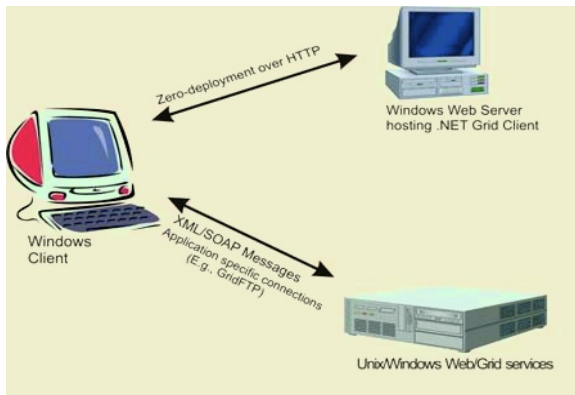 Zero-deployment over HTTP
Windows Web Server
hosting .NET Grid Client
Windows
Client
XML/SOAP Messages
Application specific connections
(E.g., GridFTP)
Unix/Windows Web/Grid services